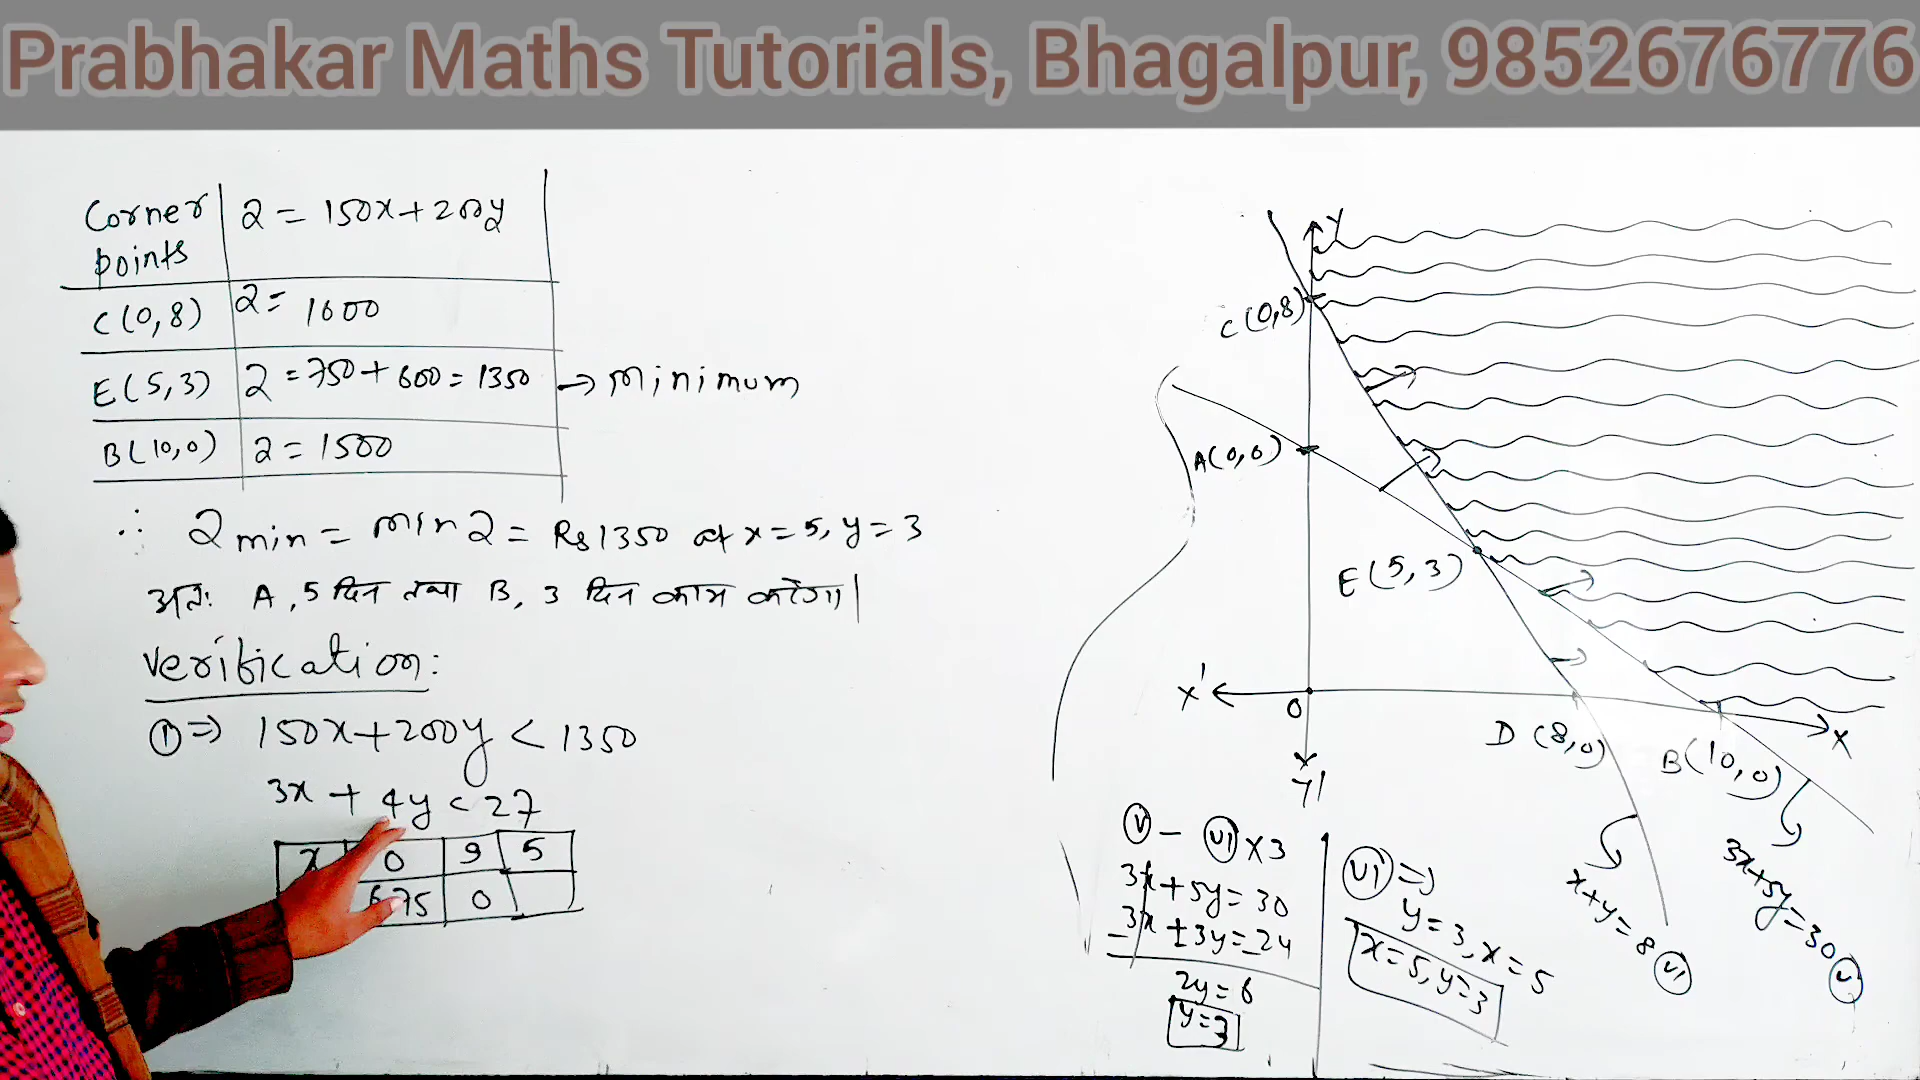 Prabhakar Maths Tutorials, Bhagalpur, 9852676776
Corner points | Z = 150x+200y
C(0,8) | Z = 1600
E(5,3) | Z = 750+600=1350 → Minimum
B(10,0) | Z = 1500
∴ Z min = min Z = Rs 1350 at x=5, y=3
अतः A, 5 दिन तथा B, 3 दिन काम करेगा।
Verification:
① ⇒ 150x+200y < 1350
3x + 4y < 27
x | 0 | 9 | 5
6.75 | 0
Y
C(0,8)
A(0,6)
E(5,3)
X'
O
X
Y'
D(8,0)
B(10,0)
x+y=8 (vi)
3x+5y=30 (v)
(v) - (vi)×3
3x+5y=30
-3x±3y=-24
2y=6
y=3
(vi) ⇒
y=3, x=5
x=5, y=3